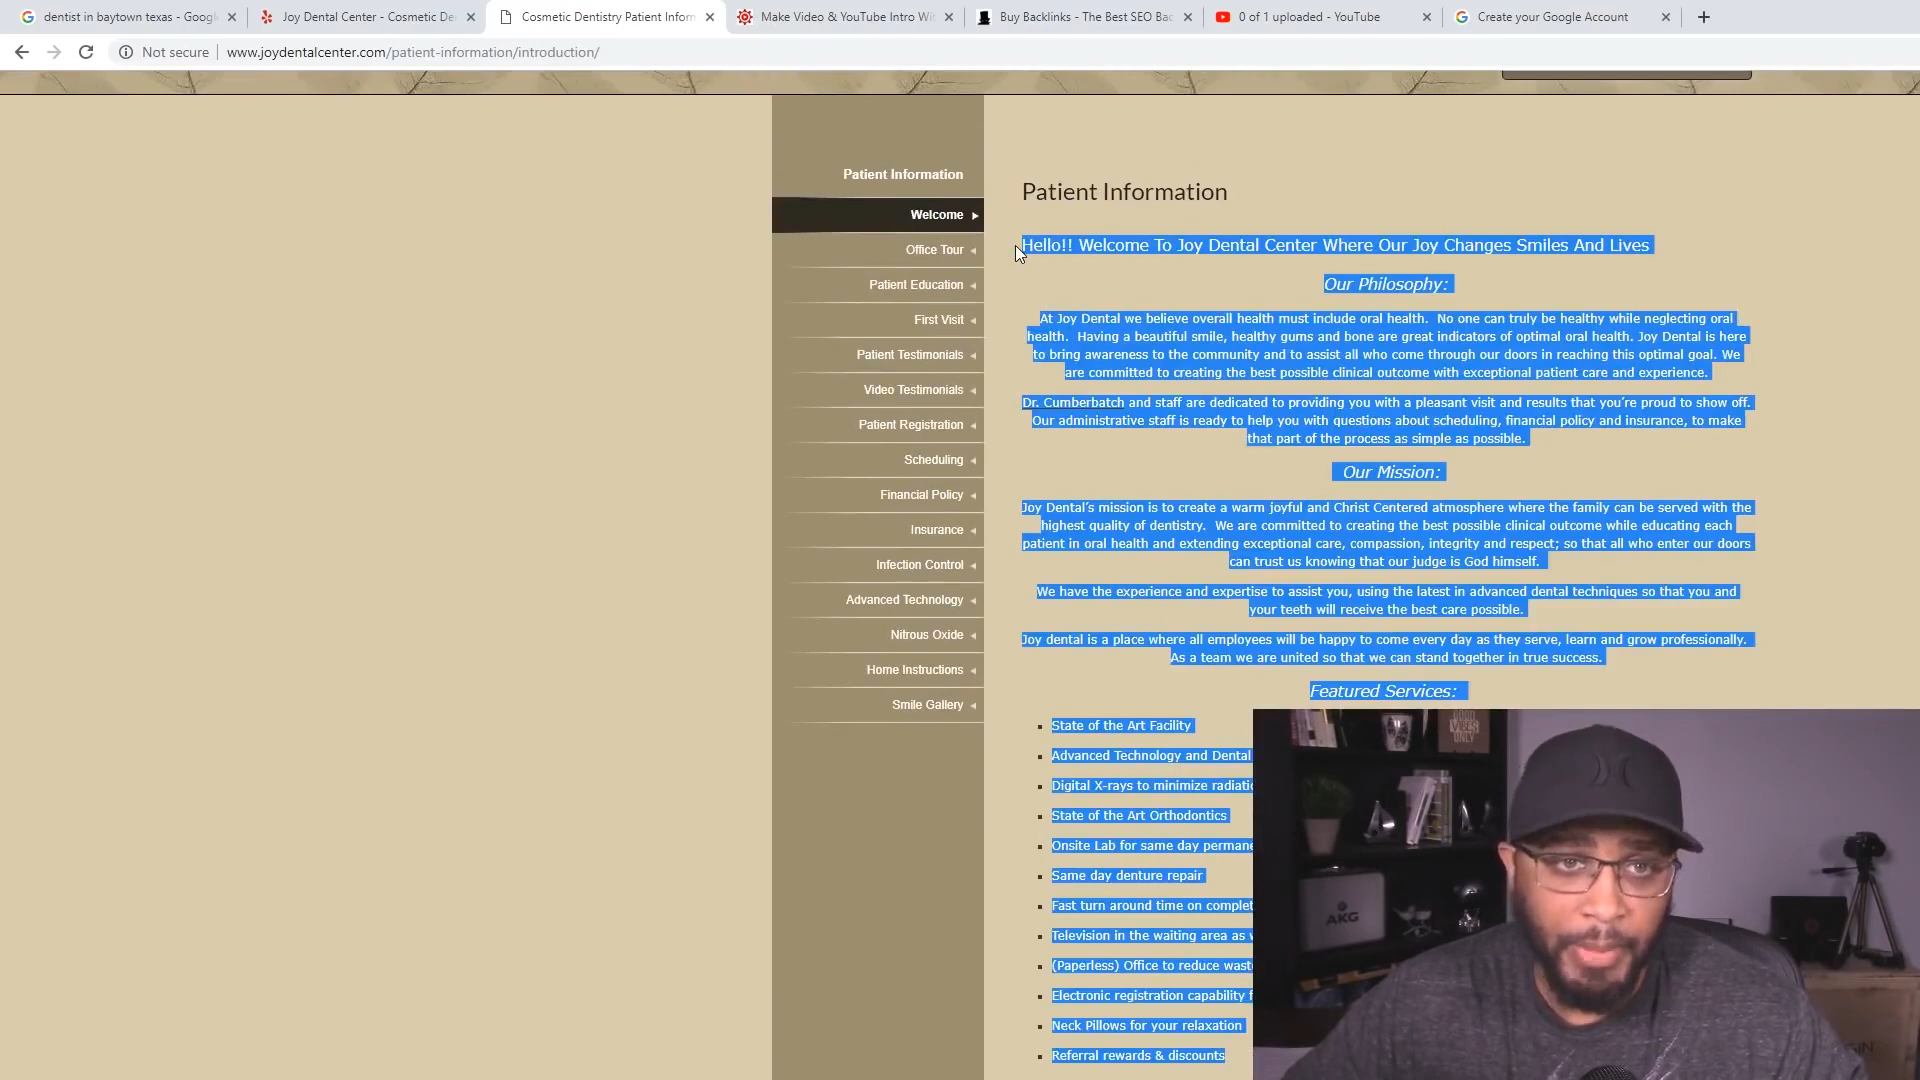 dentist in baytown texas - Googl
Joy Dental Center - Cosmetic De
Cosmetic Dentistry Patient Inform
Make Video & YouTube Intro Wit
Buy Backlinks - The Best SEO Bac
0 of 1 uploaded - YouTube
Create your Google Account
Not secure
www.joydentalcenter.com/patient-information/introduction/
Patient Information
Welcome
Office Tour
Patient Education
First Visit
Patient Testimonials
Video Testimonials
Patient Registration
Scheduling
Financial Policy
Insurance
Infection Control
Advanced Technology
Nitrous Oxide
Home Instructions
Smile Gallery
Patient Information
Hello!! Welcome To Joy Dental Center Where Our Joy Changes Smiles And Lives
Our Philosophy:
At Joy Dental we believe overall health must include oral health. No one can truly be healthy while neglecting oral
health. Having a beautiful smile, healthy gums and bone are great indicators of optimal oral health. Joy Dental is here
to bring awareness to the community and to assist all who come through our doors in reaching this optimal goal. We
are committed to creating the best possible clinical outcome with exceptional patient care and experience.
Dr. Cumberbatch and staff are dedicated to providing you with a pleasant visit and results that you're proud to show off.
Our administrative staff is ready to help you with questions about scheduling, financial policy and insurance, to make
that part of the process as simple as possible.
Our Mission:
Joy Dental's mission is to create a warm joyful and Christ Centered atmosphere where the family can be served with the
highest quality of dentistry. We are committed to creating the best possible clinical outcome while educating each
patient in oral health and extending exceptional care, compassion, integrity and respect; so that all who enter our doors
can trust us knowing that our judge is God himself.
We have the experience and expertise to assist you, using the latest in advanced dental techniques so that you and
your teeth will receive the best care possible.
Joy dental is a place where all employees will be happy to come every day as they serve, learn and grow professionally.
As a team we are united so that we can stand together in true success.
Featured Services:
State of the Art Facility
Advanced Technology and Dental
Digital X-rays to minimize radiatio
State of the Art Orthodontics
Onsite Lab for same day permane
Same day denture repair
Fast turn around time on complet
Television in the waiting area as w
(Paperless) Office to reduce wast
Electronic registration capability f
Neck Pillows for your relaxation
Referral rewards & discounts
GOOD
VIBES
ONLY
AKG